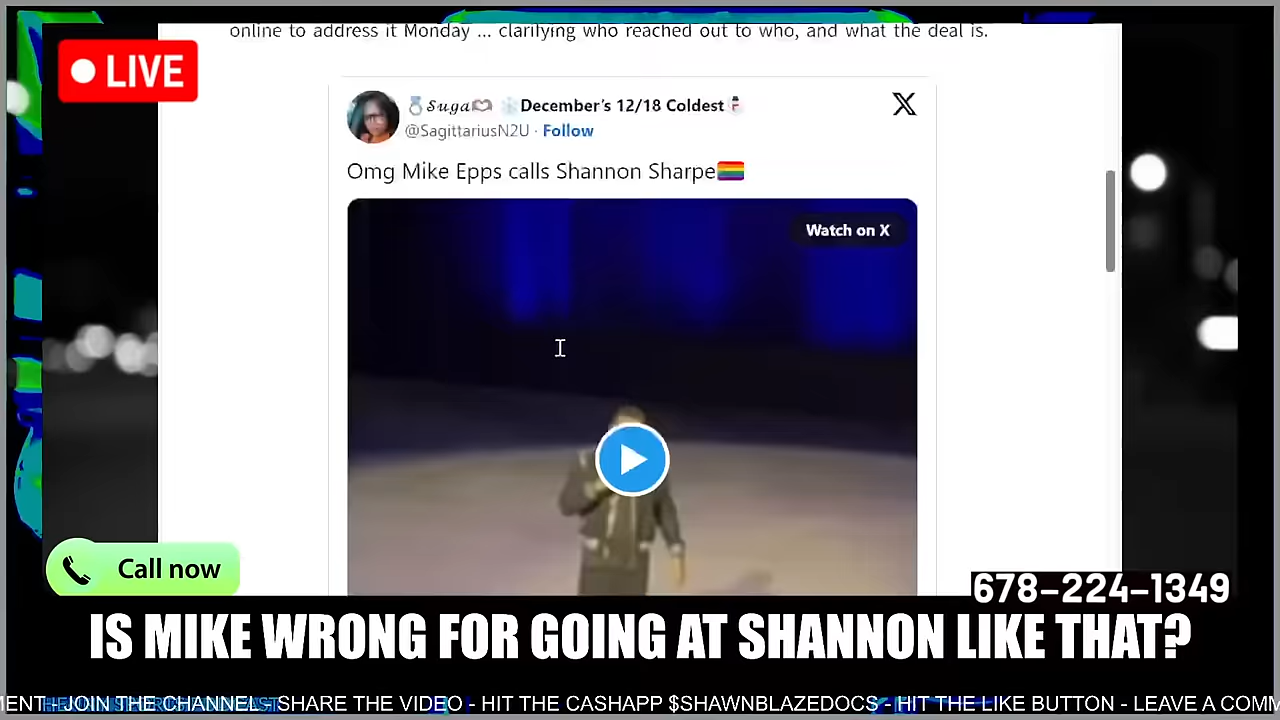 online to address it Monday ... clarifying who reached out to who, and what the deal is.
LIVE
𝓢𝓾𝓰𝓪 December's 12/18 Coldest
X
@SagittariusN2U · Follow
Omg Mike Epps calls Shannon Sharpe🏳️‍🌈
Watch on X
Call now
678-224-1349
IS MIKE WRONG FOR GOING AT SHANNON LIKE THAT?
MENT - JOIN THE CHANNEL - SHARE THE VIDEO - HIT THE CASHAPP $SHAWNBLAZEDOCS - HIT THE LIKE BUTTON - LEAVE A COMM